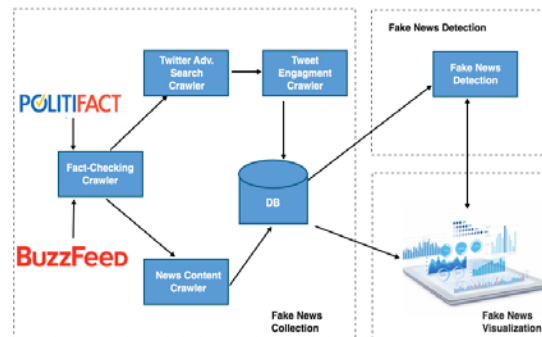 Fake News Detection
Twitter Adv.
Search
Crawler
Tweet
Engagment
Crawler
Fake News
Detection
POLITIFACT
Fact-Checking
Crawler
DB
BUZZFEED
News Content
Crawler
Fake News
Collection
Fake News
Visualization